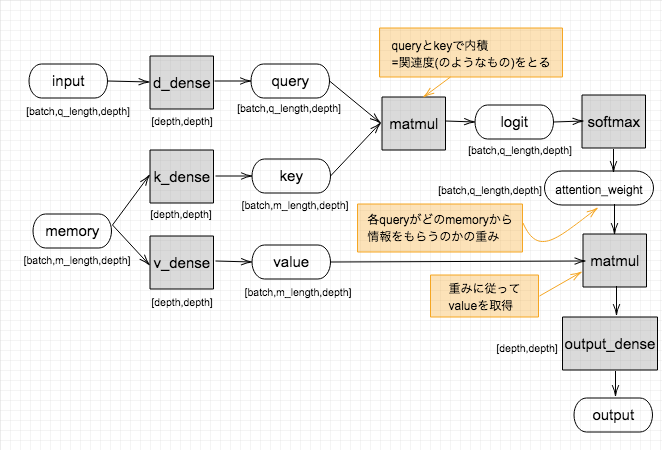 queryとkeyで内積
=関連度(のようなもの)をとる
input
d_dense
query
[batch,q_length,depth]
[depth,depth]
[batch,q_length,depth]
matmul
logit
softmax
[batch,q_length,depth]
k_dense
key
[depth,depth]
[batch,m_length,depth]
[batch,q_length,depth]
attention_weight
memory
[batch,m_length,depth]
各queryがどのmemoryから
情報をもらうのかの重み
v_dense
value
[depth,depth]
[batch,m_length,depth]
matmul
重みに従って
valueを取得
output_dense
[depth,depth]
output